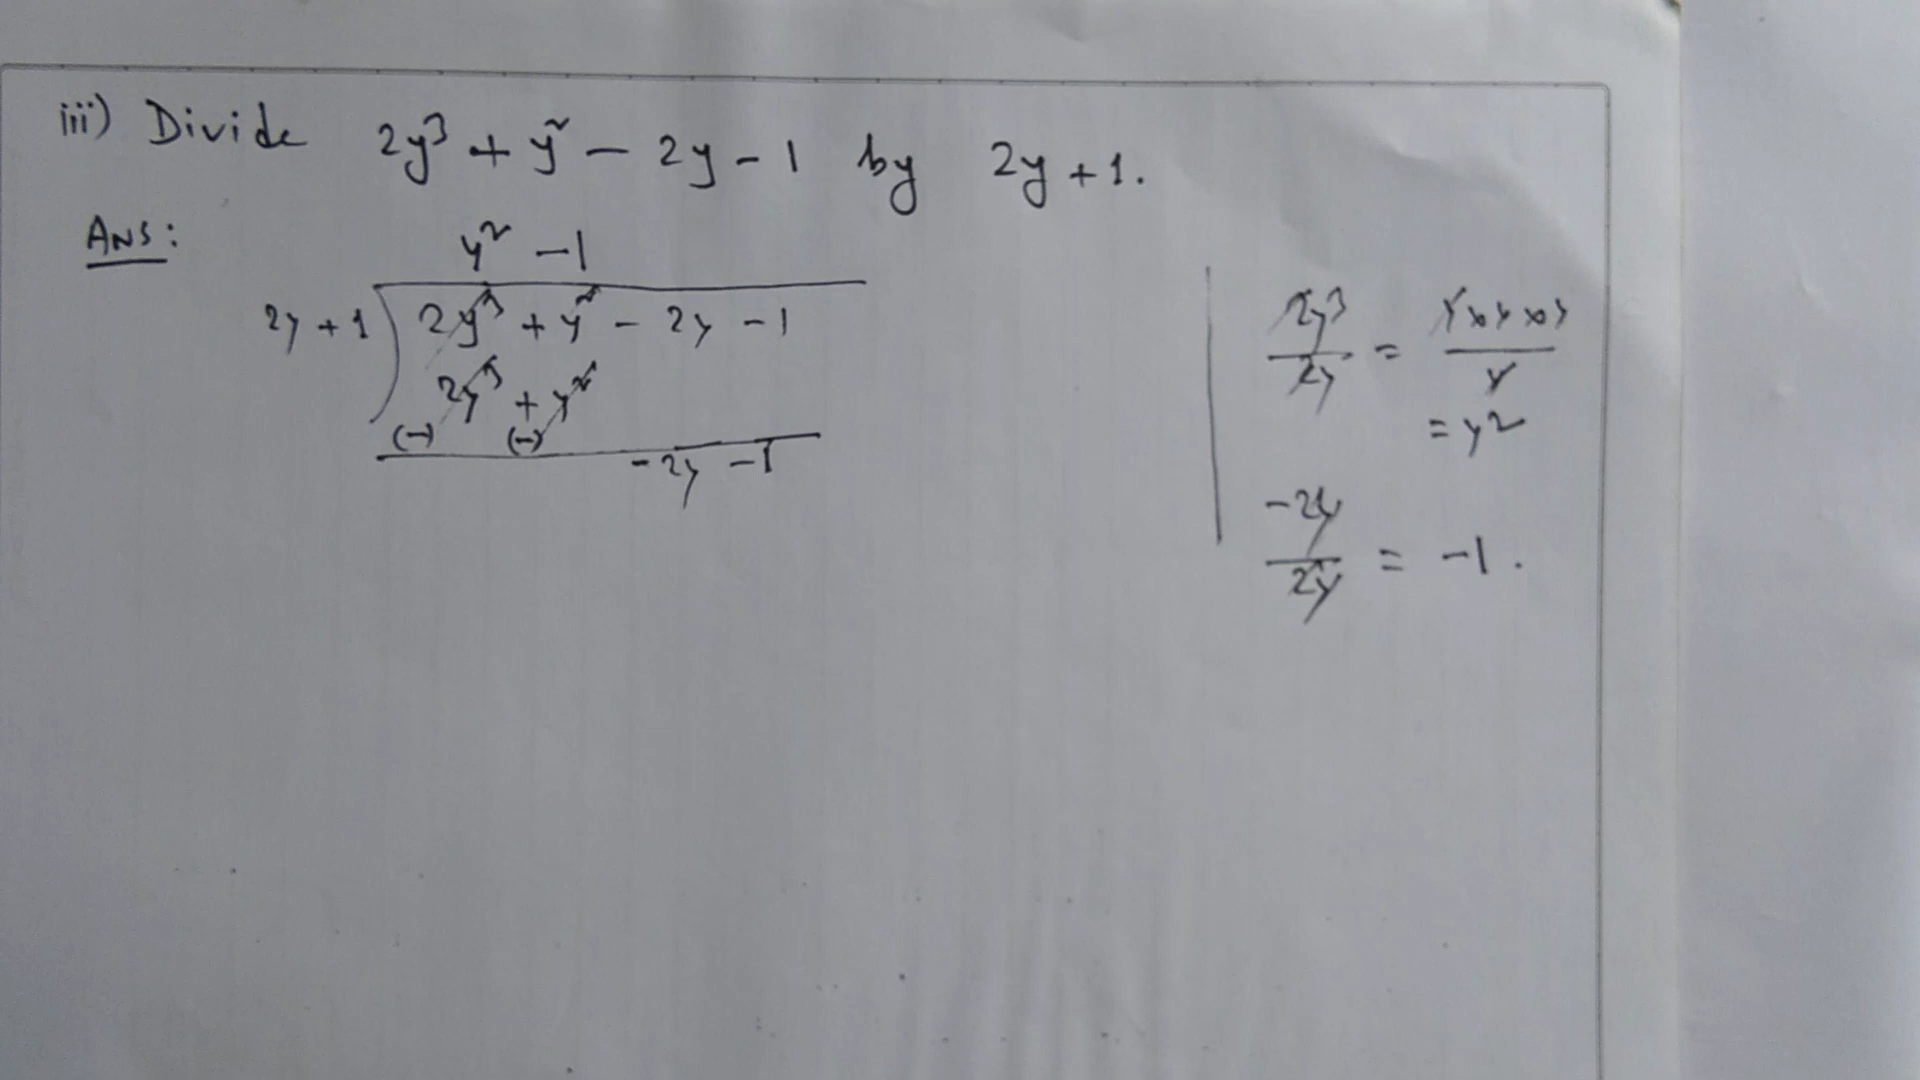 iii) Divide 2y³ + y² - 2y - 1 by 2y + 1.
Ans:
y² - 1
2y + 1 ) 2y³ + y² - 2y - 1
2y³ + y²
(-) (-)
-2y - 1
2y³/2y = y×y×y/y
= y²
-2y/2y = -1.